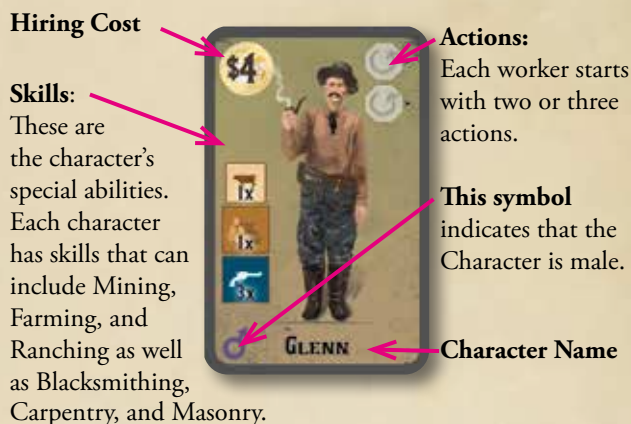 Hiring Cost
Skills:
These are
the character's
special abilities.
Each character
has skills that can
include Mining,
Farming, and
Ranching as well
as Blacksmithing,
Carpentry, and Masonry.
$4
1x
1x
3x
GLENN
Actions:
Each worker starts
with two or three
actions.
This symbol
indicates that the
Character is male.
Character Name